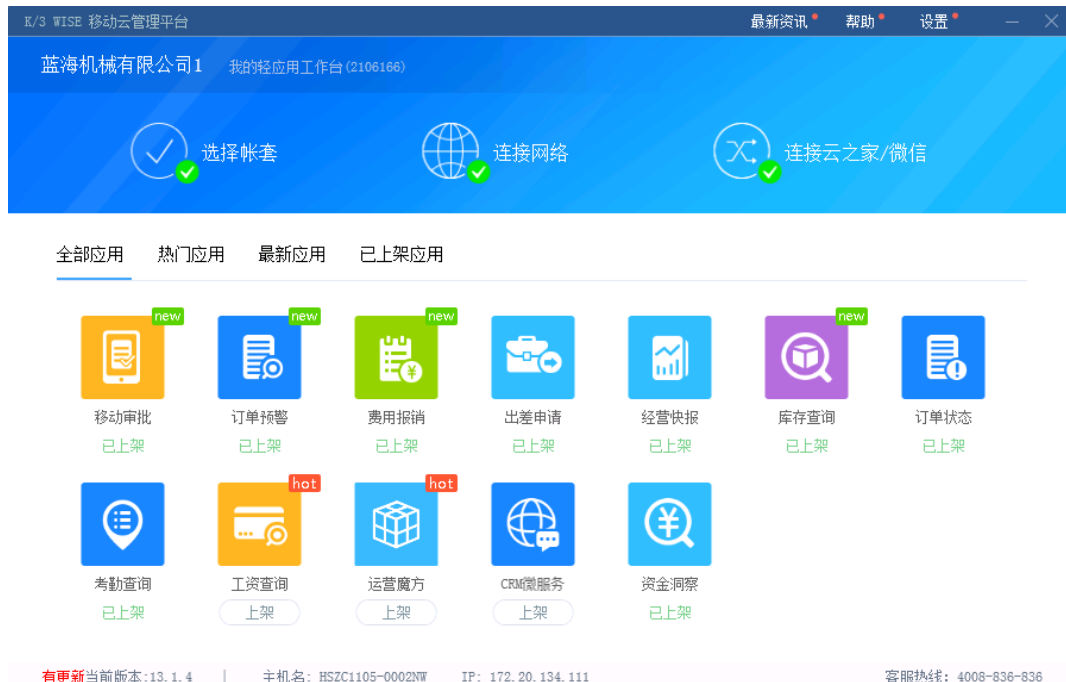 K/3 WISE 移动云管理平台 最新资讯 帮助 设置
蓝海机械有限公司1 我的轻应用工作台(2106166)
选择帐套 连接网络 连接云之家/微信
全部应用 热门应用 最新应用 已上架应用
new new new new
移动审批 订单预警 费用报销 出差申请 经营快报 库存查询 订单状态
已上架 已上架 已上架 已上架 已上架 已上架 已上架
hot hot
考勤查询 工资查询 运营魔方 CRM微服务 资金洞察
已上架 上架 上架 上架 已上架
有更新当前版本:13.1.4 | 主机名: HSZC1105-0002NW IP: 172.20.134.111 客服热线: 4008-836-836